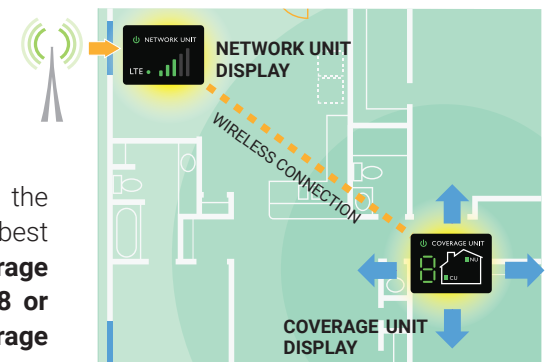 NETWORK UNIT
LTE
NETWORK UNIT
DISPLAY
WIRELESS CONNECTION
the
best
rage
8 or
rage
COVERAGE UNIT
8
NU
CU
COVERAGE UNIT
DISPLAY